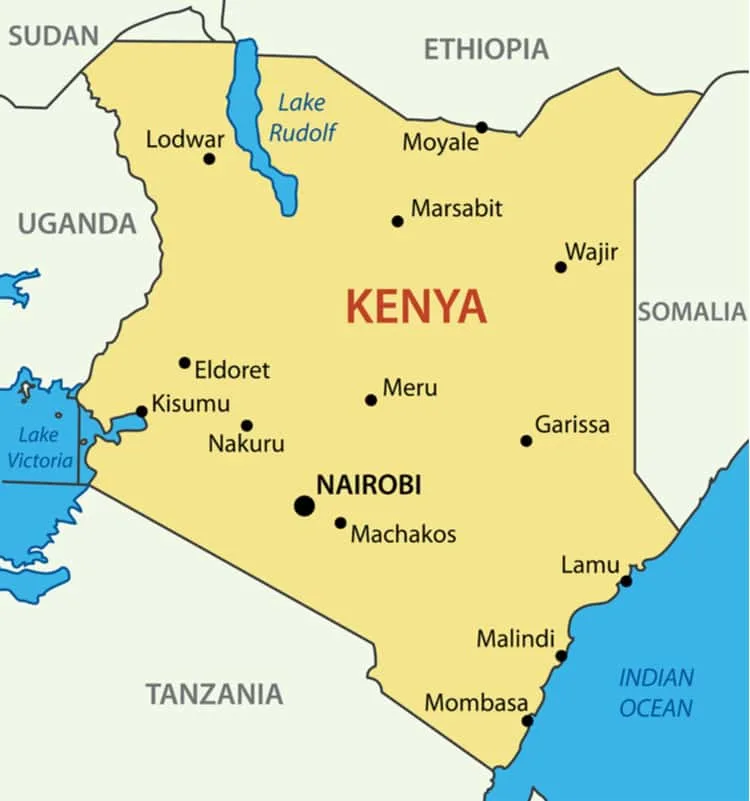 SUDAN
ETHIOPIA
Lake
Rudolf
Lodwar
Moyale
Marsabit
UGANDA
Wajir
KENYA
SOMALIA
Eldoret
Meru
Kisumu
Garissa
Lake
Victoria
Nakuru
NAIROBI
Machakos
Lamu
Malindi
INDIAN
OCEAN
TANZANIA
Mombasa